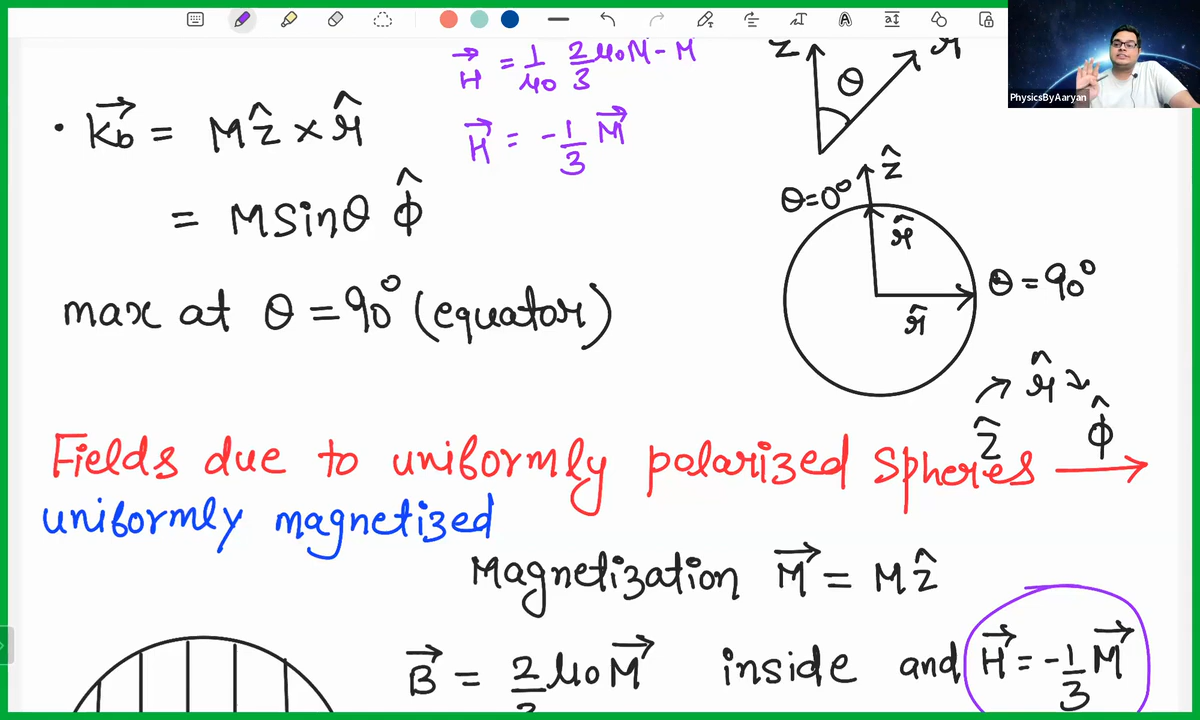 H⃗ = 1/μ0 2/3 μ0M - M
H⃗ = -1/3 M⃗
• K⃗b = Mẑ × r̂
= M sinθ ϕ̂
max at θ = 90° (equator)
z
θ
r
ẑ
θ=0°
r̂
θ = 90°
r̂
ẑ r̂ ϕ̂
Fields due to uniformly polarized Spheres →
uniformly magnetized
Magnetization M⃗ = Mẑ
B⃗ = 2/3 μ0M⃗ inside and H⃗ = -1/3 M⃗
PhysicsByAaryan